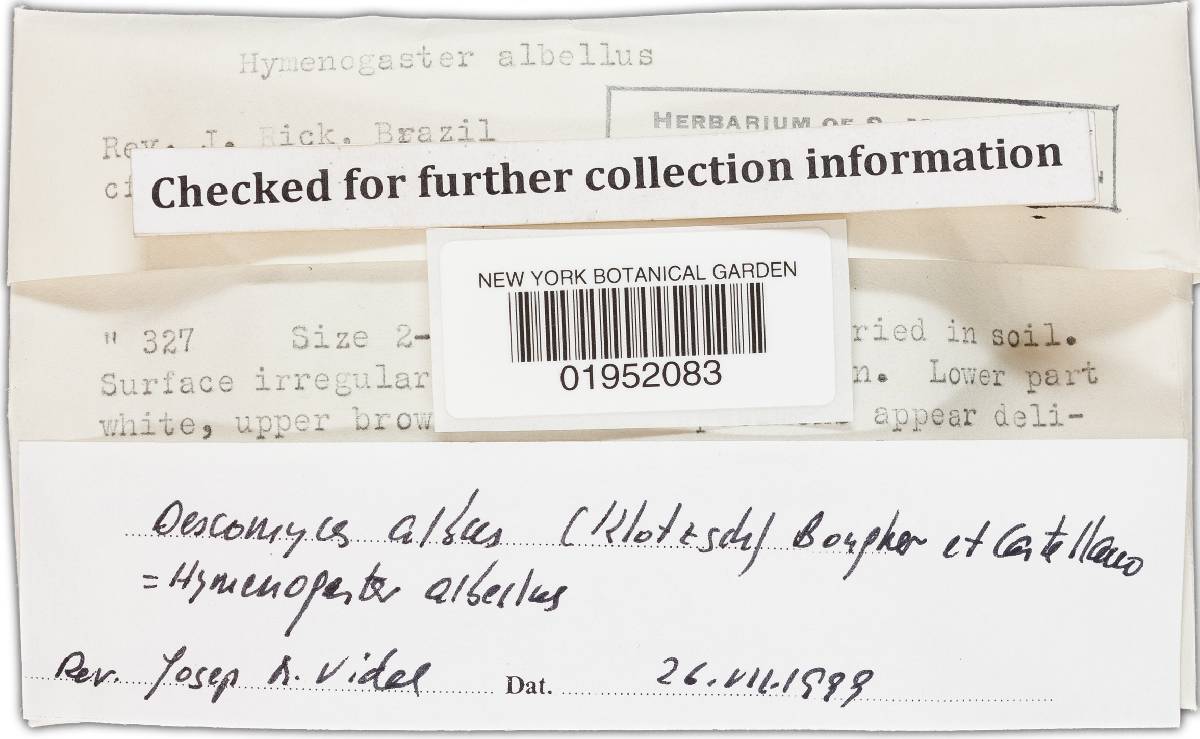 Hymenogaster albellus
HERBARIUM OF S.
Rev. J. Rick. Brazil
Checked for further collection information
NEW YORK BOTANICAL GARDEN
01952083
" 327 Size 2- ried in soil.
Surface irregular n. Lower part
white, upper brow appear deli-
Descomyces albus (Klotzsch) Bougher et Castellano
= Hymenogaster albellus
Rev. Josep M. Vidal Dat. 26.VII.1999